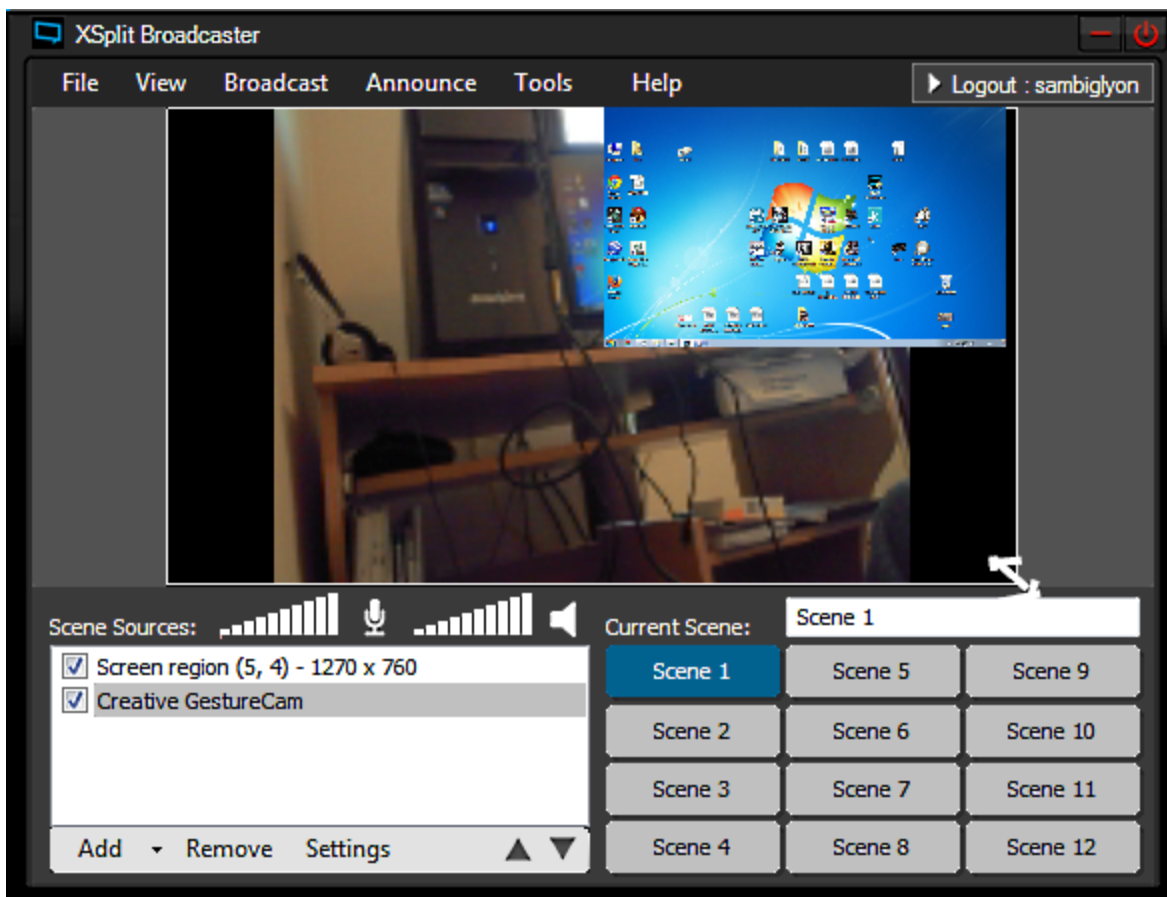 XSplit Broadcaster
File View Broadcast Announce Tools Help Logout : sambiglyon
Scene Sources:
Screen region (5, 4) - 1270 x 760
Creative GestureCam
Add Remove Settings
Current Scene: Scene 1
Scene 1 Scene 5 Scene 9
Scene 2 Scene 6 Scene 10
Scene 3 Scene 7 Scene 11
Scene 4 Scene 8 Scene 12